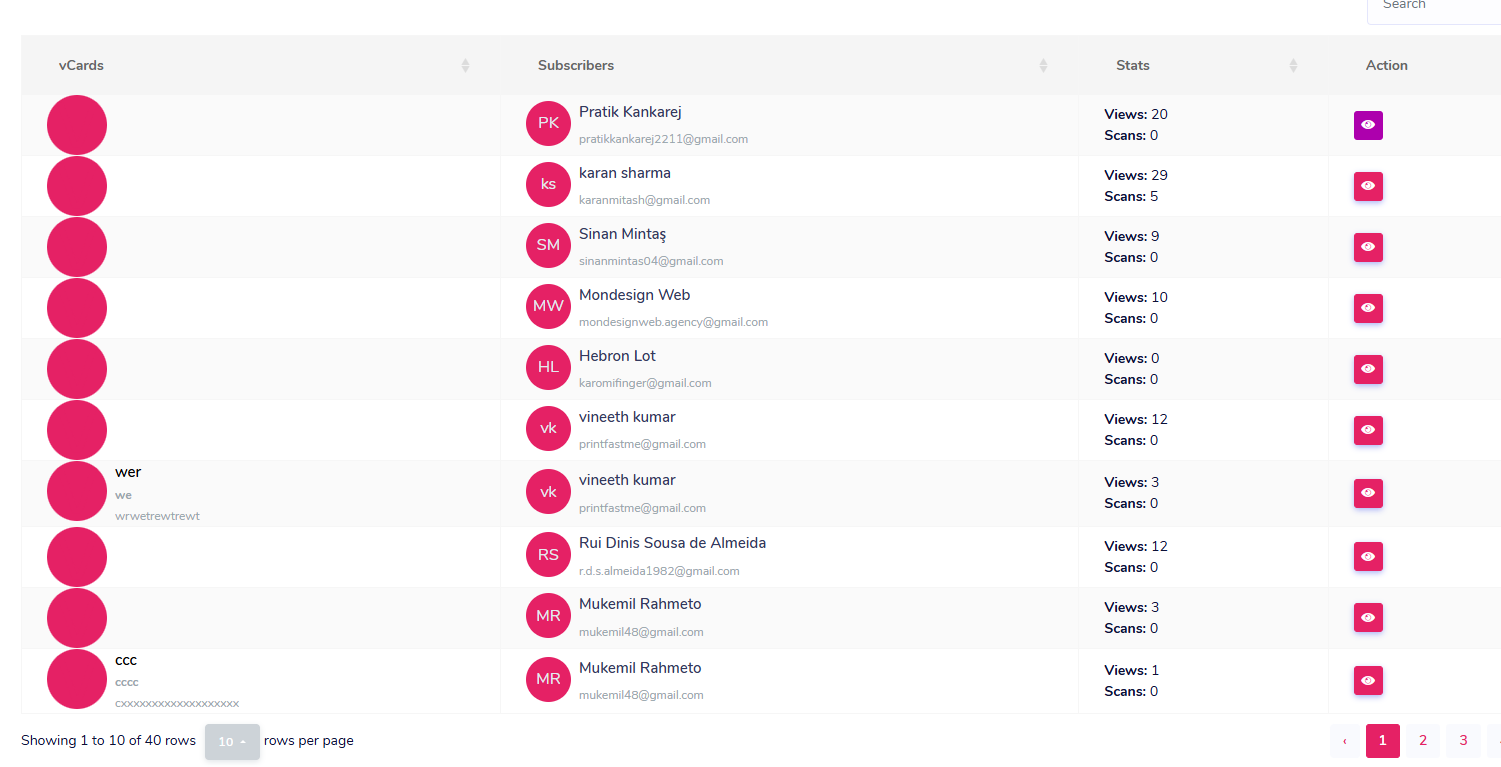 Search
vCards Subscribers Stats Action
PK Pratik Kankarej Views: 20
pratikkankarej2211@gmail.com Scans: 0
ks karan sharma Views: 29
karanmitash@gmail.com Scans: 5
SM Sinan Mintaş Views: 9
sinanmintas04@gmail.com Scans: 0
MW Mondesign Web Views: 10
mondesignweb.agency@gmail.com Scans: 0
HL Hebron Lot Views: 0
karomifinger@gmail.com Scans: 0
vk vineeth kumar Views: 12
printfastme@gmail.com Scans: 0
wer
we
wrwetrewtrewt
vk vineeth kumar Views: 3
printfastme@gmail.com Scans: 0
RS Rui Dinis Sousa de Almeida Views: 12
r.d.s.almeida1982@gmail.com Scans: 0
MR Mukemil Rahmeto Views: 3
mukemil48@gmail.com Scans: 0
ccc
cccc
cxxxxxxxxxxxxxxxxxxx
MR Mukemil Rahmeto Views: 1
mukemil48@gmail.com Scans: 0
Showing 1 to 10 of 40 rows 10 rows per page ‹ 1 2 3